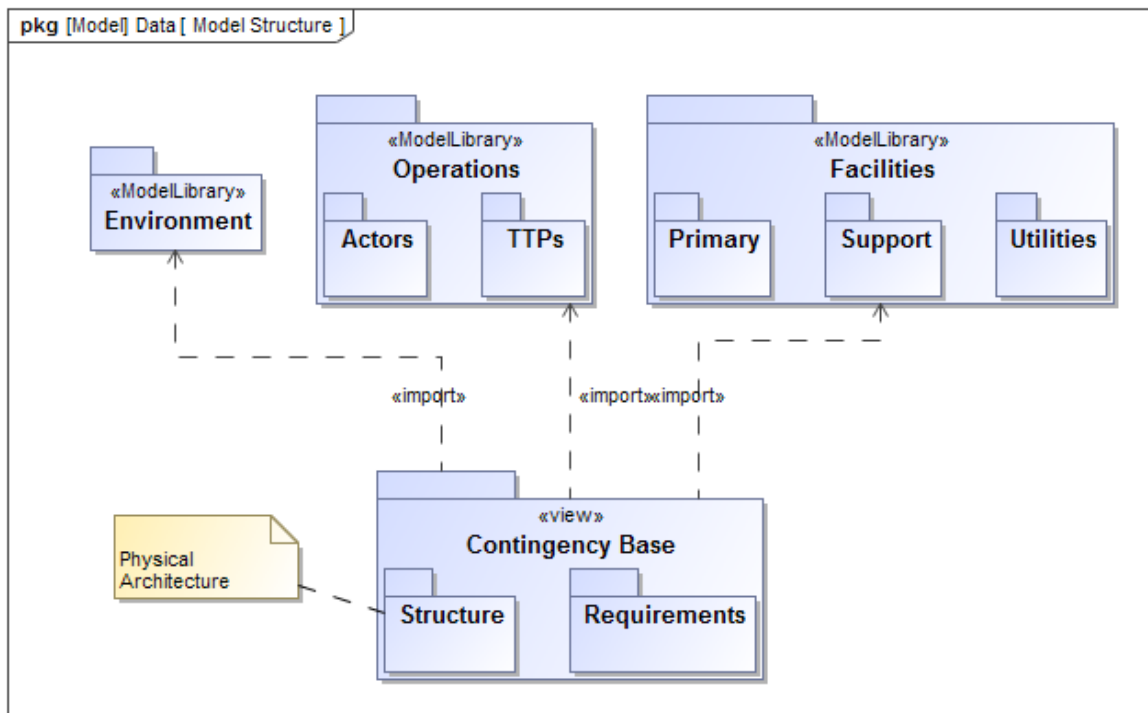 pkg [Model] Data [ Model Structure ]
«ModelLibrary»
Environment
«ModelLibrary»
Operations
Actors
TTPs
«ModelLibrary»
Facilities
Primary
Support
Utilities
«import»
«import»
«import»
«view»
Contingency Base
Structure
Requirements
Physical
Architecture